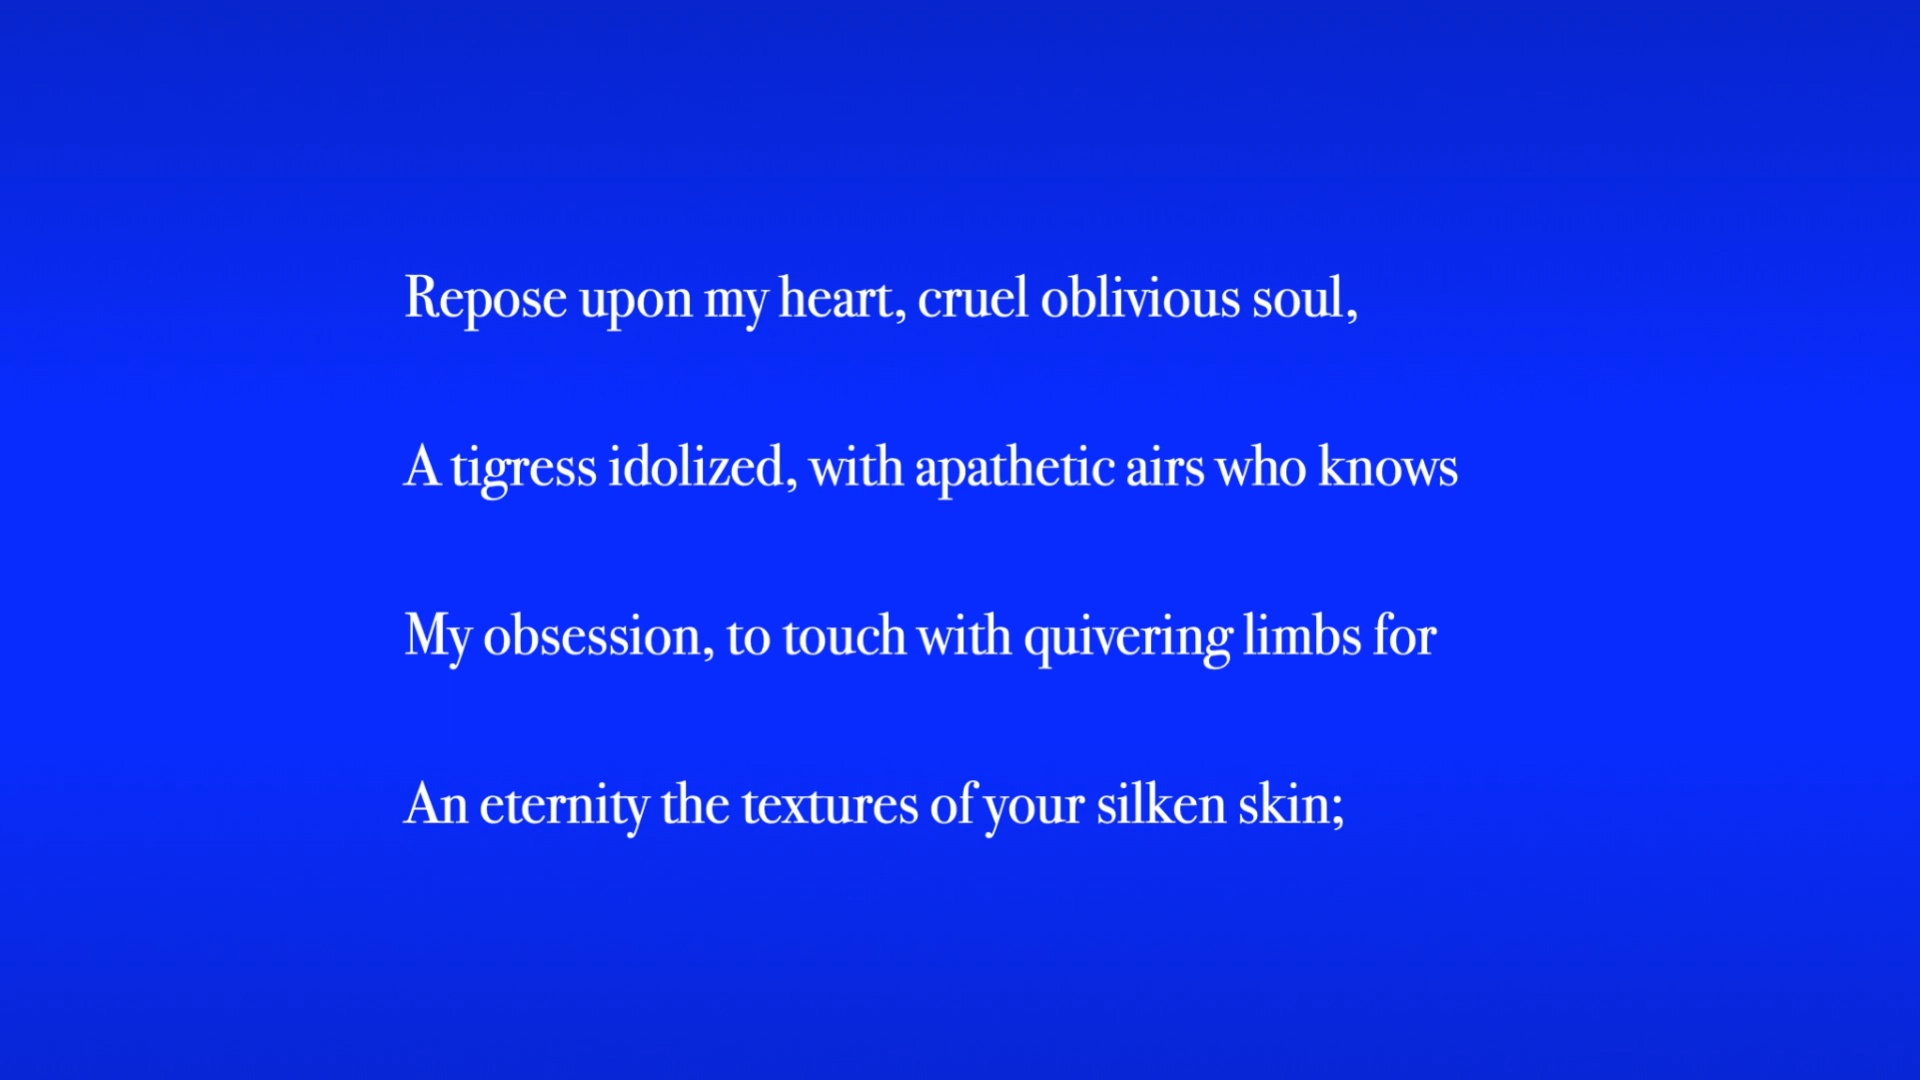 Repose upon my heart, cruel oblivious soul,
A tigress idolized, with apathetic airs who knows
My obsession, to touch with quivering limbs for
An eternity the textures of your silken skin;